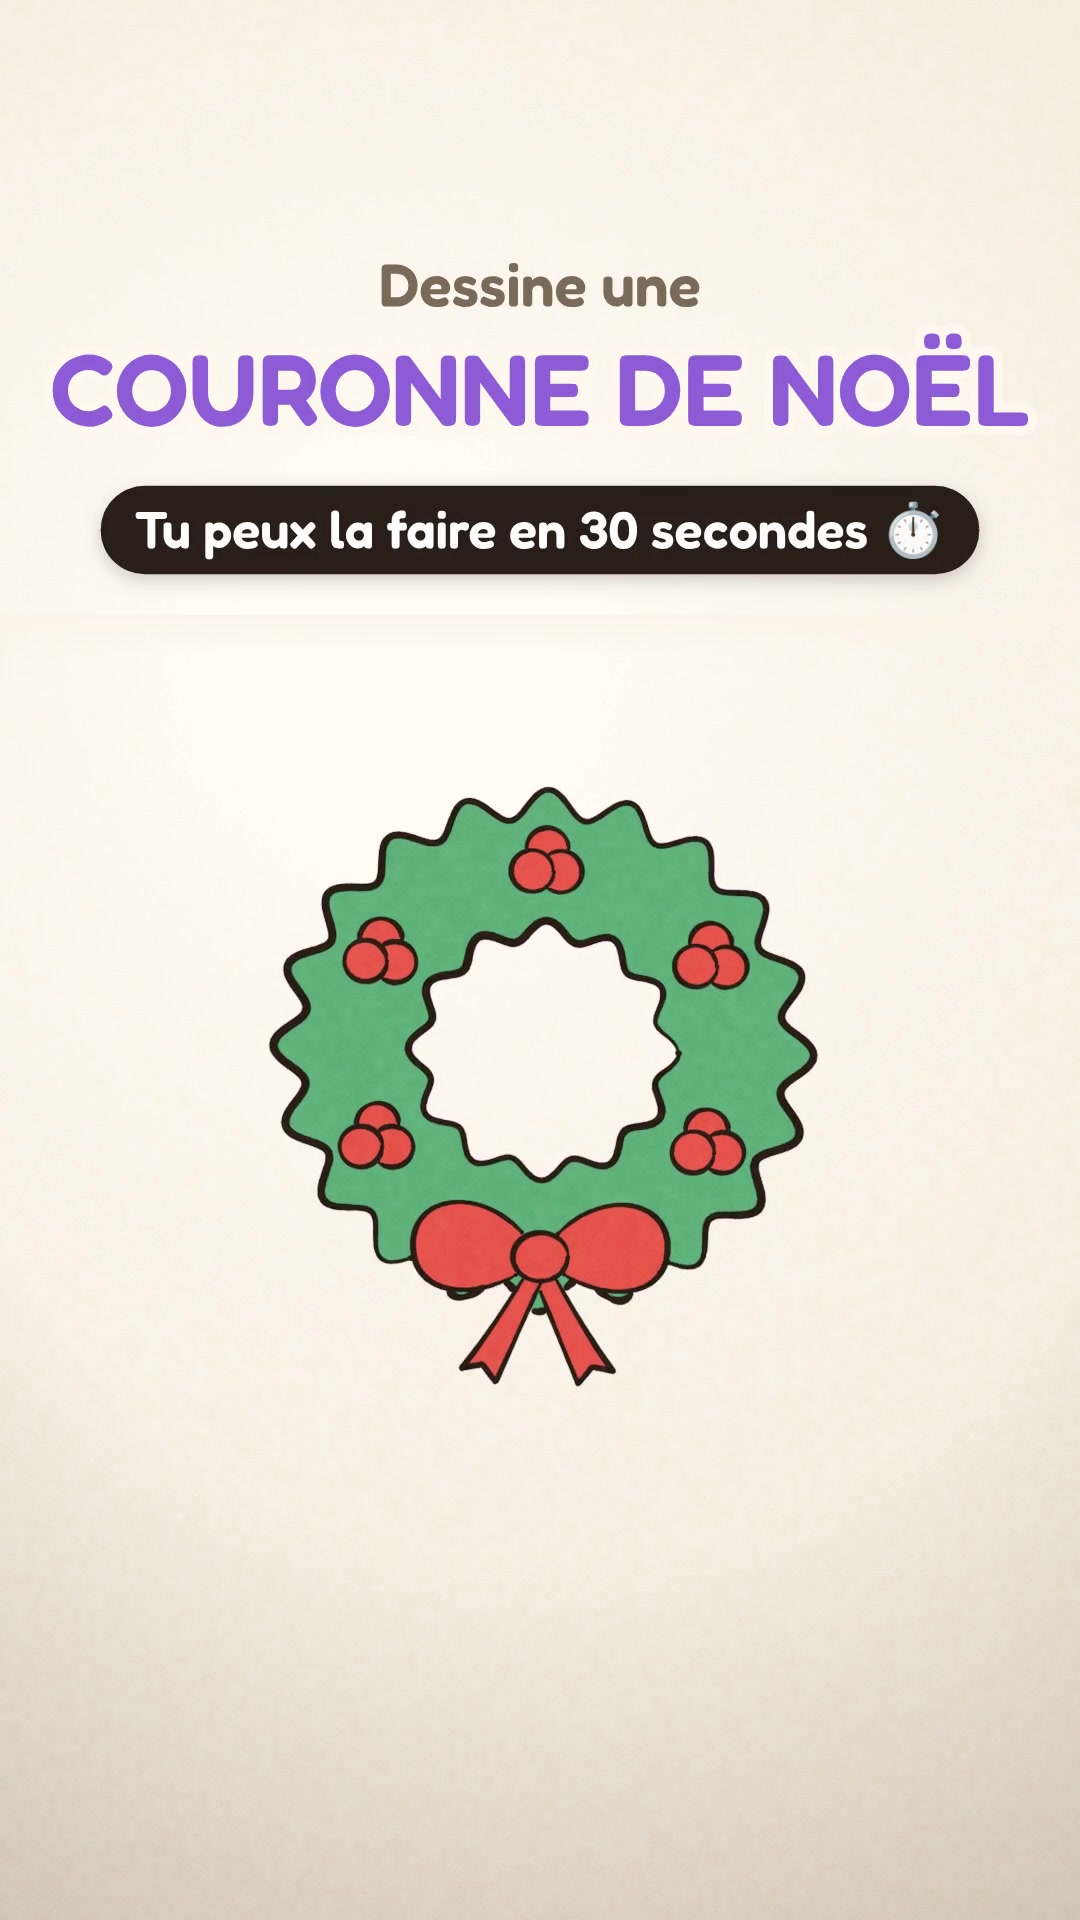 Dessine une
COURONNE DE NOËL
Tu peux la faire en 30 secondes ⏱️